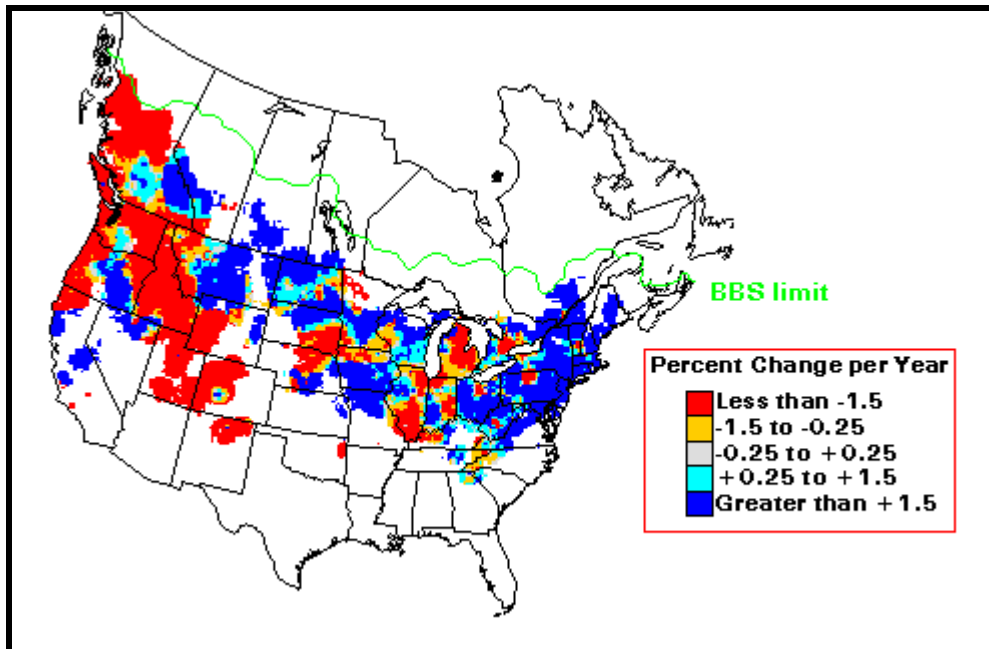 BBS limit
Percent Change per Year
Less than -1.5
-1.5 to -0.25
-0.25 to +0.25
+0.25 to +1.5
Greater than +1.5